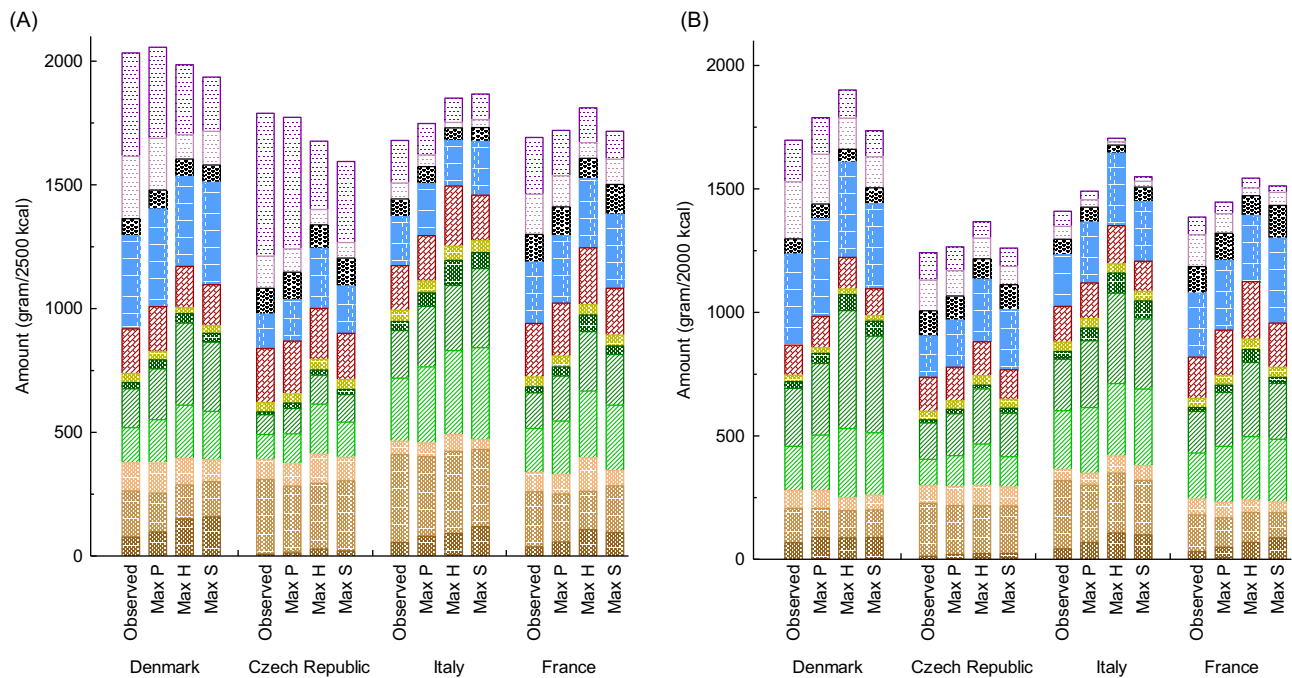 (A)
Amount (gram/2500 kcal)
2000
1500
1000
500
0
Observed
Max P
Max H
Max S
Observed
Max P
Max H
Max S
Observed
Max P
Max H
Max S
Observed
Max P
Max H
Max S
Denmark
Czech Republic
Italy
France
(B)
Amount (gram/2000 kcal)
2000
1500
1000
500
0
Observed
Max P
Max H
Max S
Observed
Max P
Max H
Max S
Observed
Max P
Max H
Max S
Observed
Max P
Max H
Max S
Denmark
Czech Republic
Italy
France